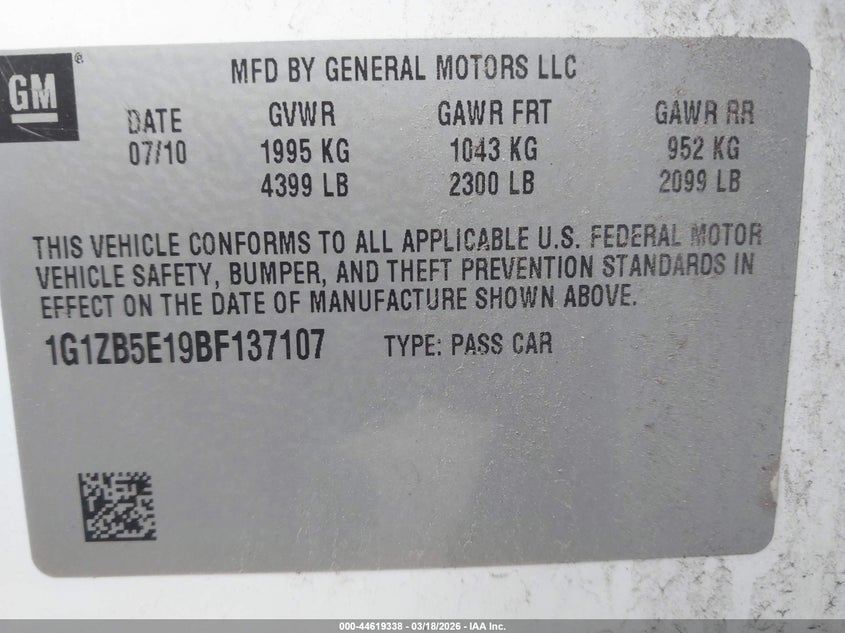 GM ®
MFD BY GENERAL MOTORS LLC
DATE GVWR GAWR FRT GAWR RR
07/10 1995 KG 1043 KG 952 KG
4399 LB 2300 LB 2099 LB
THIS VEHICLE CONFORMS TO ALL APPLICABLE U.S. FEDERAL MOTOR
VEHICLE SAFETY, BUMPER, AND THEFT PREVENTION STANDARDS IN
EFFECT ON THE DATE OF MANUFACTURE SHOWN ABOVE.
1G1ZB5E19BF137107 TYPE: PASS CAR
000-44619338 - 03/18/2026 - IAA Inc.